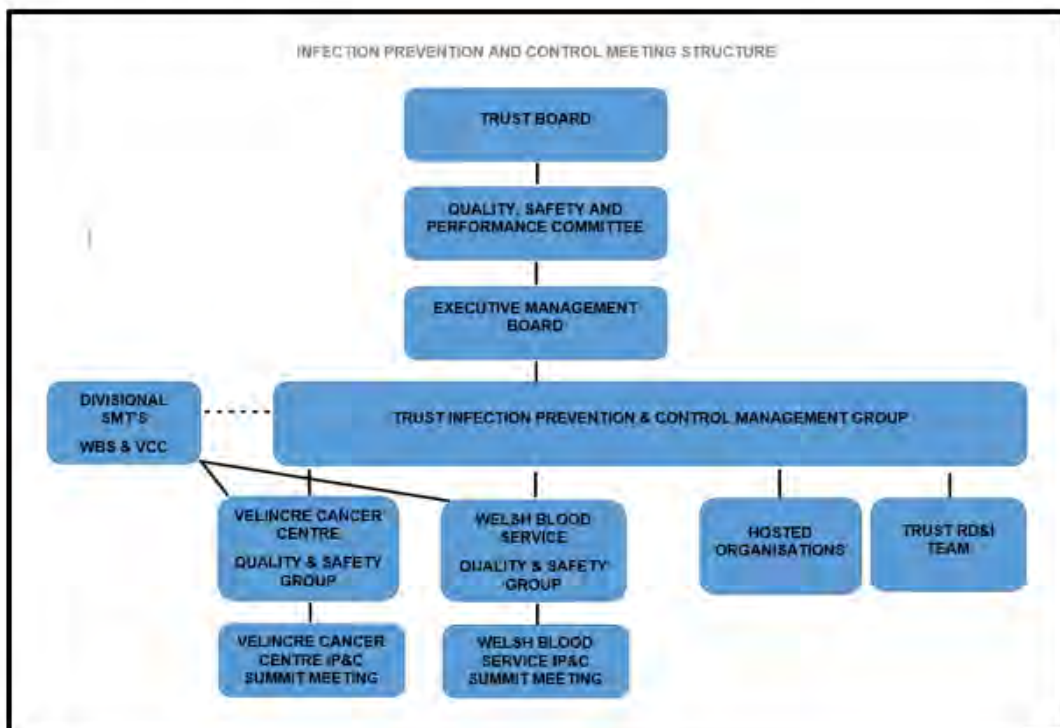 INFECTION PREVENTION AND CONTROL MEETING STRUCTURE
TRUST BOARD
QUALITY, SAFETY AND
PERFORMANCE COMMITTEE
EXECUTIVE MANAGEMENT
BOARD
DIVISIONAL
SMT'S
WBS & VCC
TRUST INFECTION PREVENTION & CONTROL MANAGEMENT GROUP
VELINCRE CANCER
CENTRE
QUALITY & SAFETY
GROUP
WELSH BLOOD
SERVICE
QUALITY & SAFETY
GROUP
HOSTED
ORGANISATIONS
TRUST RD&I
TEAM
VELINCRE CANCER
CENTRE IP&C
SUMMIT MEETING
WELSH BLOOD
SERVICE IP&C
SUMMIT MEETING